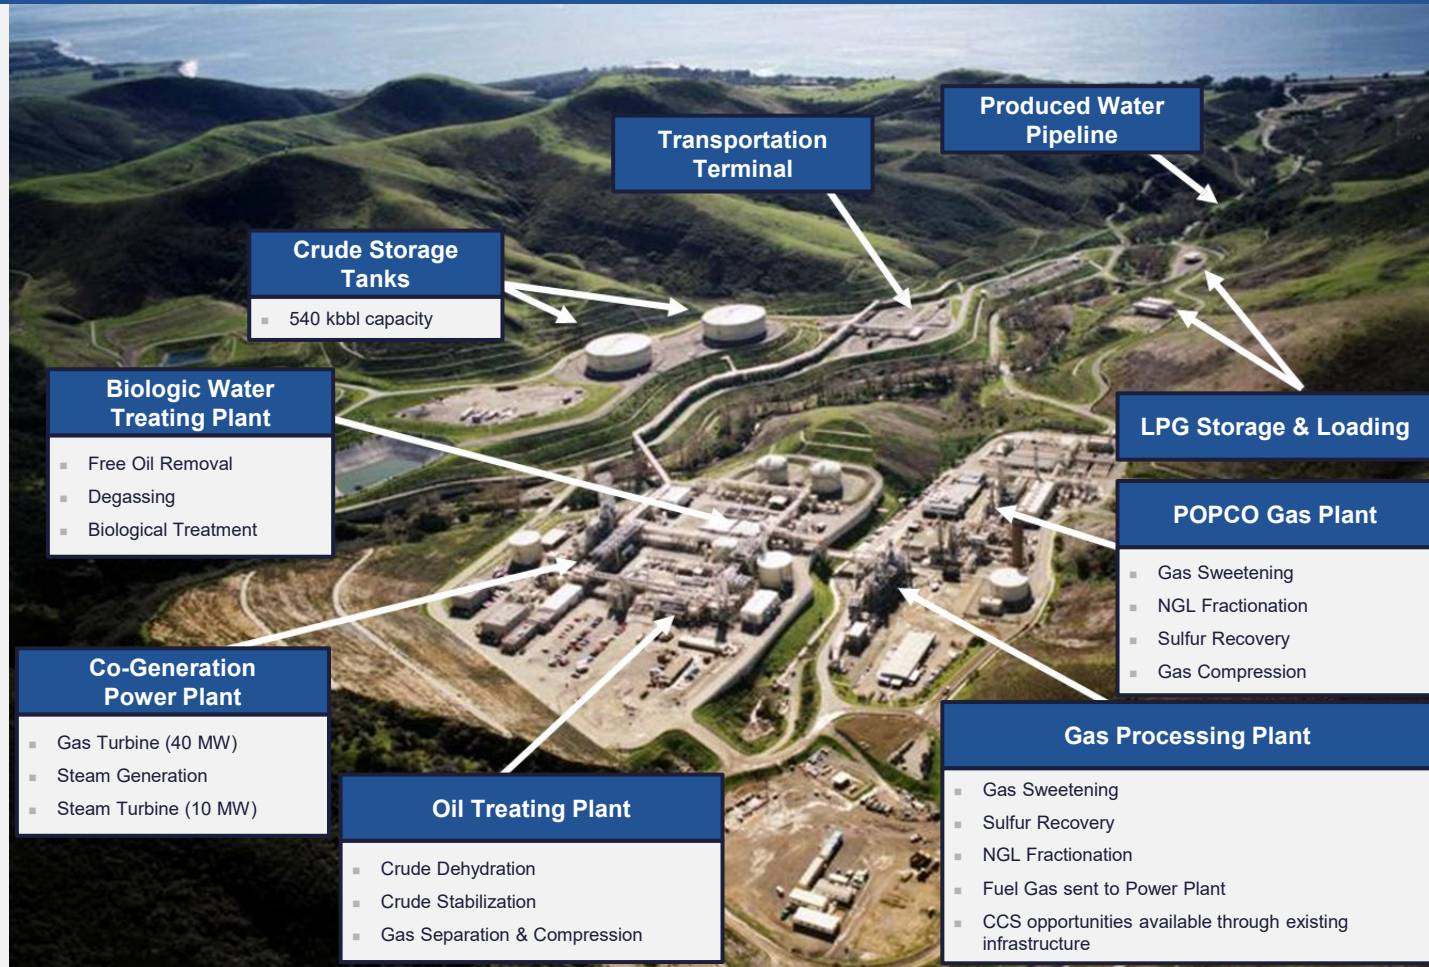 Produced Water
Pipeline
Transportation
Terminal
Crude Storage
Tanks
540 kbbl capacity
Biologic Water
Treating Plant
Free Oil Removal
Degassing
Biological Treatment
LPG Storage & Loading
POPCO Gas Plant
Gas Sweetening
NGL Fractionation
Sulfur Recovery
Gas Compression
Co-Generation
Power Plant
Gas Turbine (40 MW)
Steam Generation
Steam Turbine (10 MW)
Oil Treating Plant
Crude Dehydration
Crude Stabilization
Gas Separation & Compression
Gas Processing Plant
Gas Sweetening
Sulfur Recovery
NGL Fractionation
Fuel Gas sent to Power Plant
CCS opportunities available through existing
infrastructure